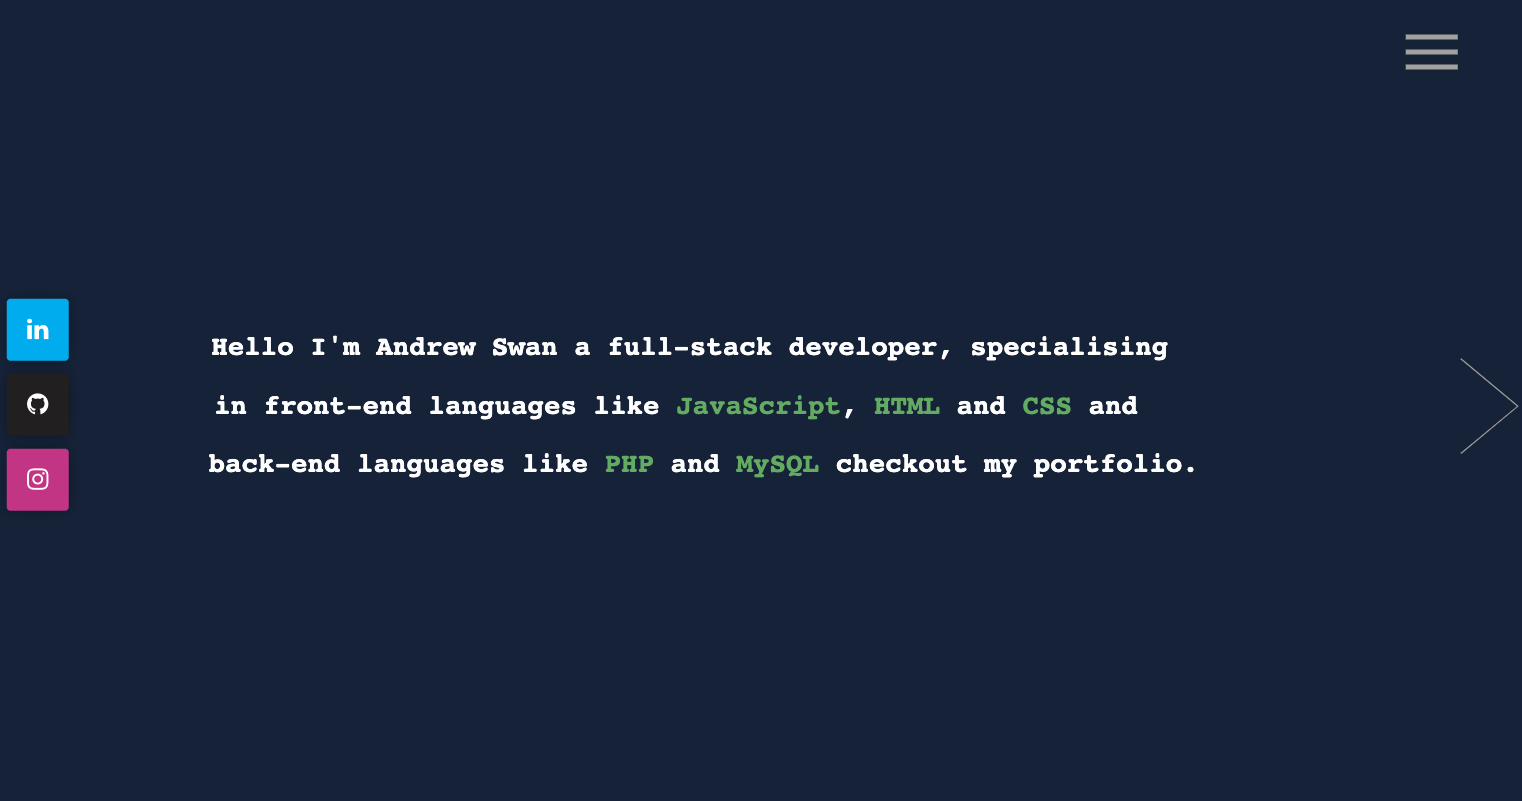 Hello I'm Andrew Swan a full-stack developer, specialising
in front-end languages like JavaScript, HTML and CSS and
back-end languages like PHP and MySQL checkout my portfolio.
in